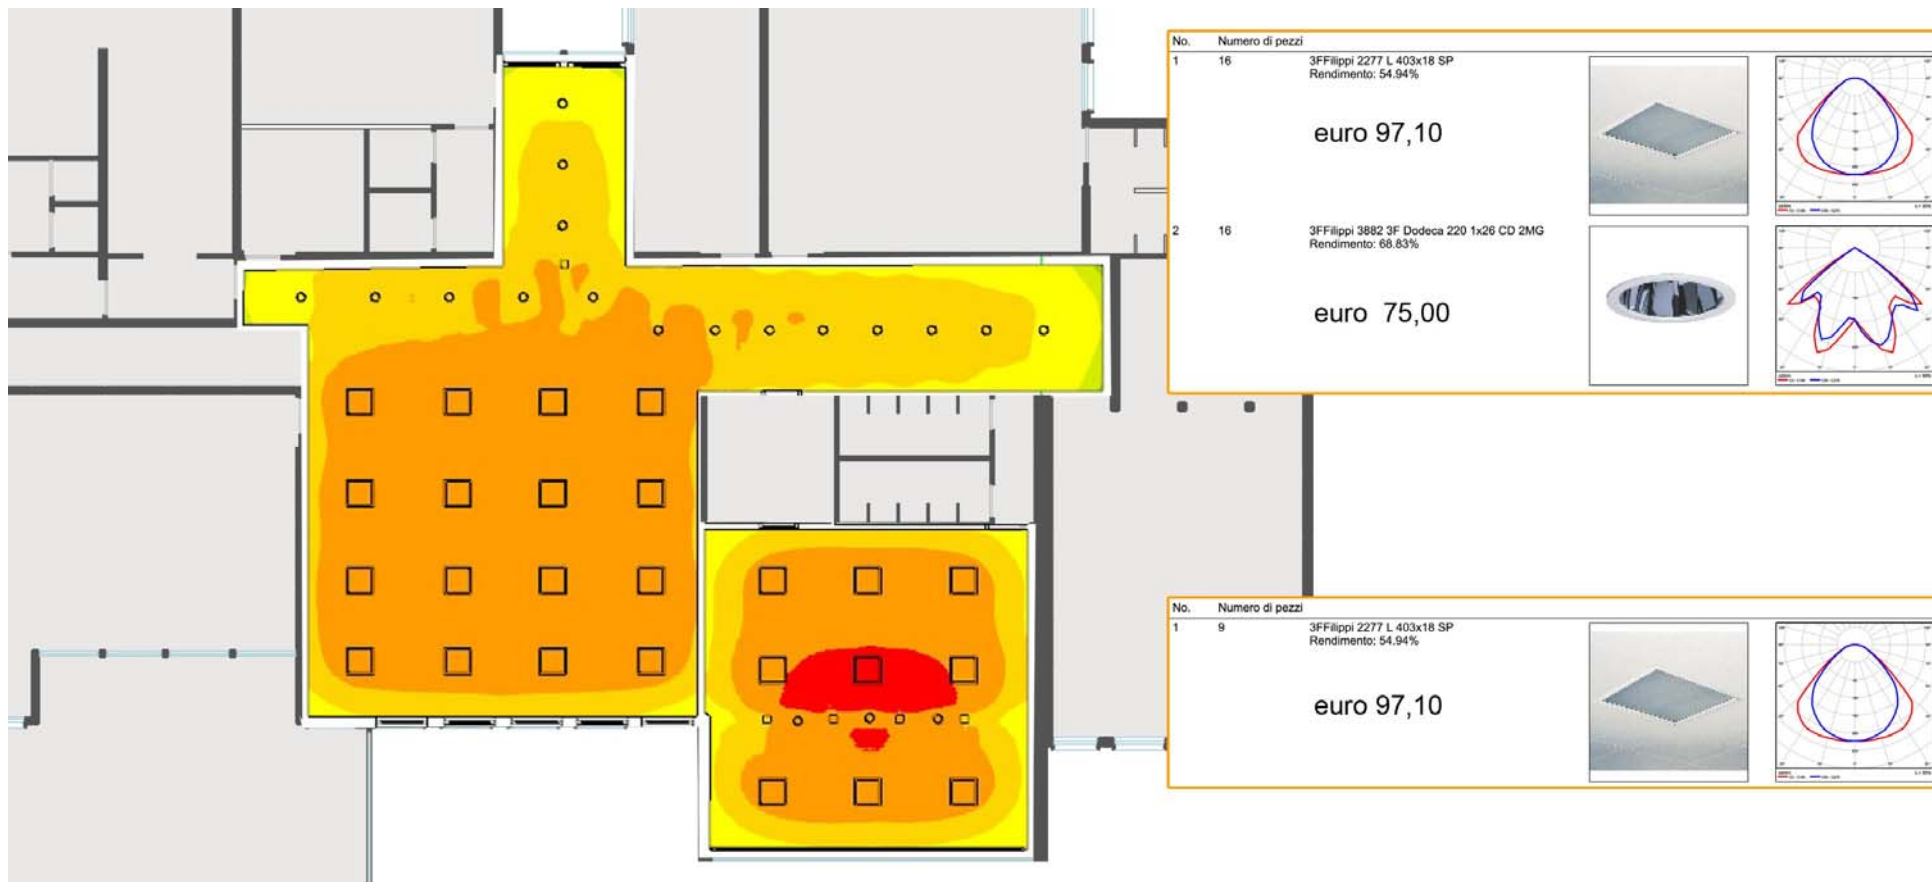 No. Numero di pezzi
1 16 3FFilippi 2277 L 403x18 SP
Rendimento: 54.94%
euro 97,10
2 16 3FFilippi 3882 3F Dodeca 220 1x26 CD 2MG
Rendimento: 68.83%
euro 75,00
No. Numero di pezzi
1 9 3FFilippi 2277 L 403x18 SP
Rendimento: 54.94%
euro 97,10